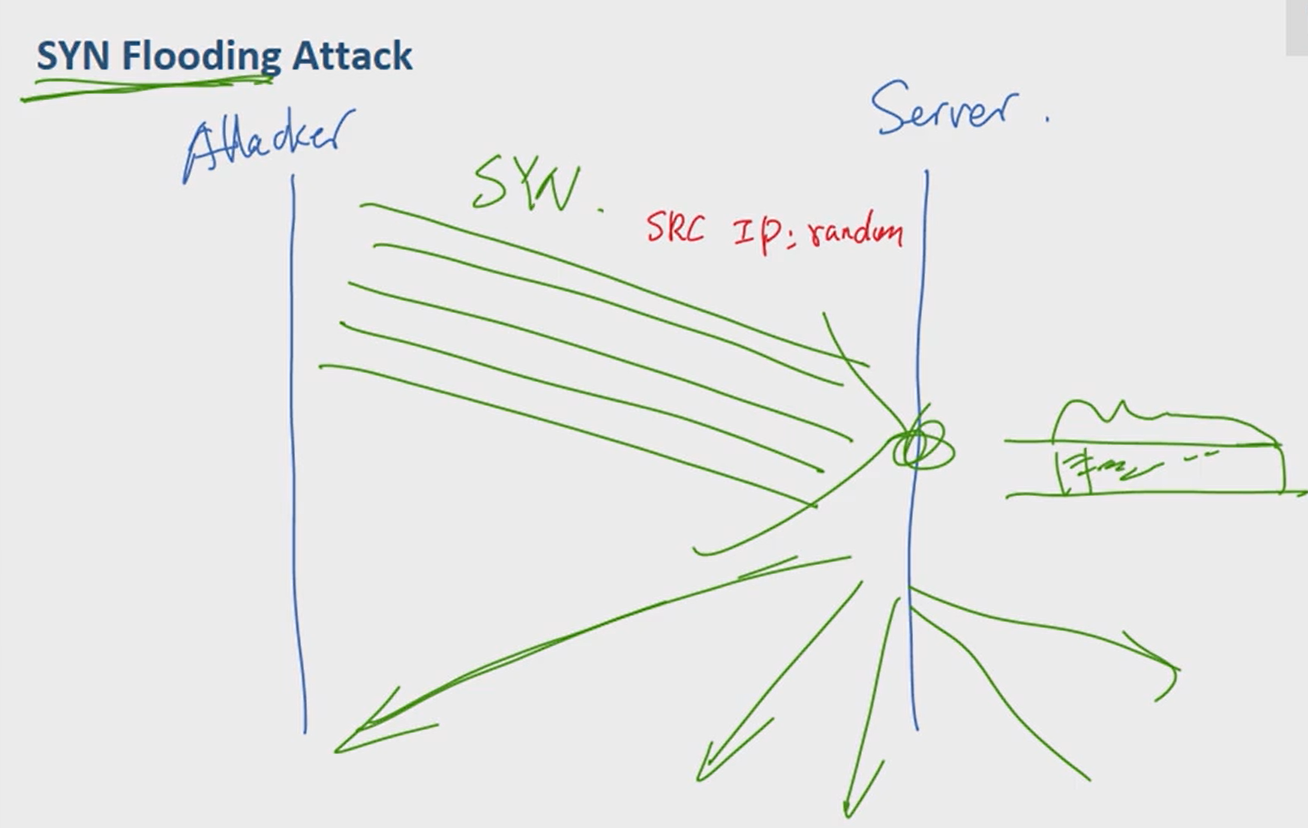 SYN Flooding Attack
Attacker
Server.
SYN.
SRC IP: random